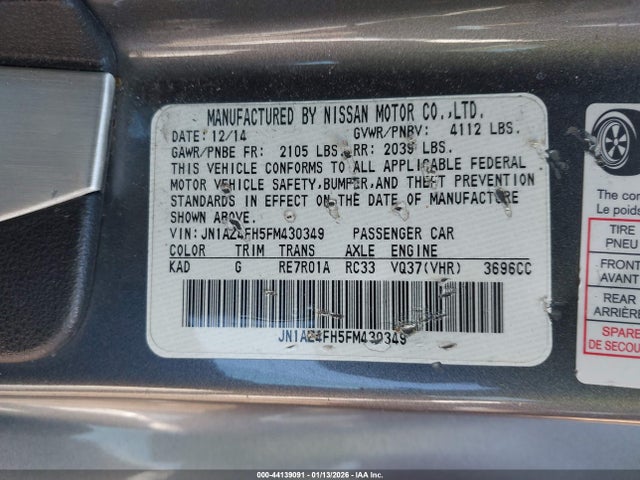 MANUFACTURED BY NISSAN MOTOR CO.,LTD.
DATE: 12/14 GVWR/PNBV: 4112 LBS.
GAWR/PNBE FR: 2105 LBS. RR: 2039 LBS.
THIS VEHICLE CONFORMS TO ALL APPLICABLE FEDERAL
MOTOR VEHICLE SAFETY, BUMPER, AND THEFT PREVENTION
STANDARDS IN EFFECT ON THE DATE OF MANUFACTURE
SHOWN ABOVE.
VIN: JN1AZ4FH5FM430349 PASSENGER CAR
COLOR TRIM TRANS AXLE ENGINE
KAD G RE7R01A RC33 VQ37(VHR) 3696CC
JN1AZ4FH5FM430349
The com
Le poids
TIRE
PNEU
FRONT
AVANT
REAR
ARRIÈRE
SPARE
DE SECOU
000-44139091 - 01/13/2026 - IAA Inc.